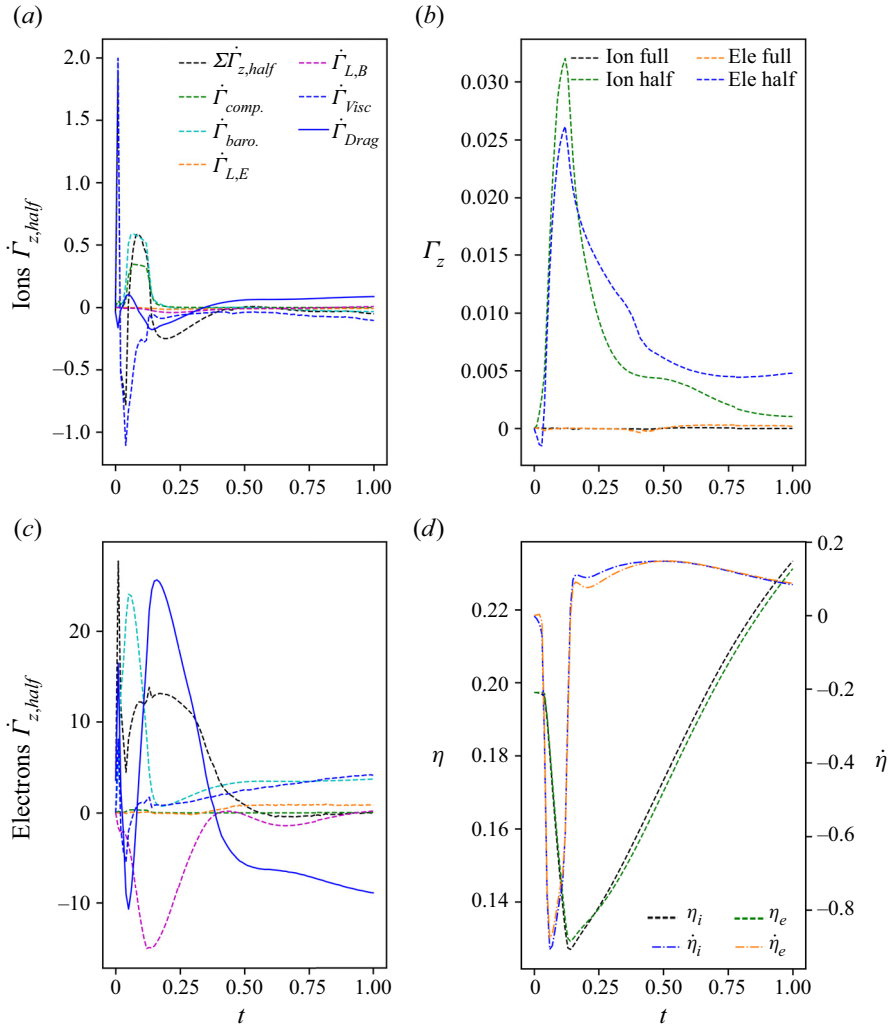 (a)
(b)
2.0
1.5
1.0
0.5
0
−0.5
−1.0
Ions Γ̇z,half
ΣΓ̇z,half
Γ̇comp.
Γ̇baro.
Γ̇L,E
Γ̇L,B
Γ̇Visc
Γ̇Drag
0 0.25 0.50 0.75 1.00
0.030
0.025
0.020
0.015
0.010
0.005
0
Γz
Ion full
Ion half
Ele full
Ele half
0 0.25 0.50 0.75 1.00
(c)
(d)
20
10
0
−10
Electrons Γ̇z,half
0 0.25 0.50 0.75 1.00
t
0.22
0.20
0.18
0.16
0.14
η
0.2
0
−0.2
−0.4
−0.6
−0.8
η̇
ηi
η̇i
ηe
η̇e
0 0.25 0.50 0.75 1.00
t